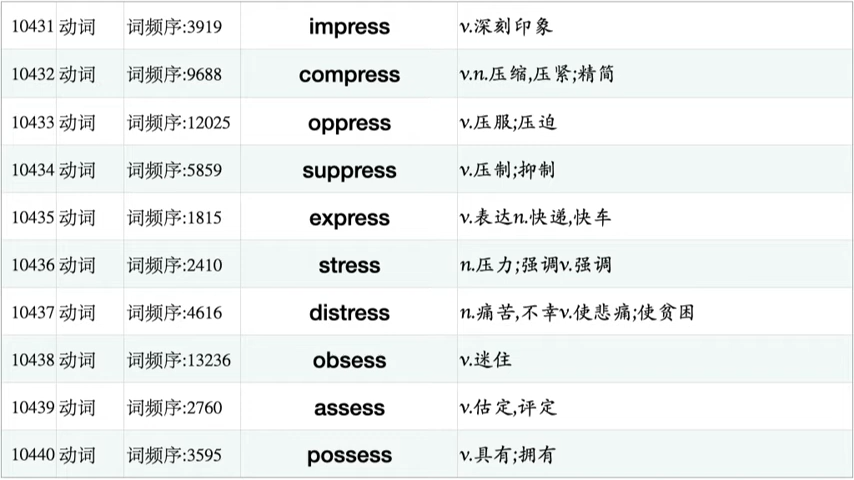 10431 动词 词频序:3919 impress v.深刻印象
10432 动词 词频序:9688 compress v.n.压缩,压紧;精简
10433 动词 词频序:12025 oppress v.压服;压迫
10434 动词 词频序:5859 suppress v.压制;抑制
10435 动词 词频序:1815 express v.表达n.快递,快车
10436 动词 词频序:2410 stress n.压力;强调v.强调
10437 动词 词频序:4616 distress n.痛苦,不幸v.使悲痛;使贫困
10438 动词 词频序:13236 obsess v.迷住
10439 动词 词频序:2760 assess v.估定,评定
10440 动词 词频序:3595 possess v.具有;拥有